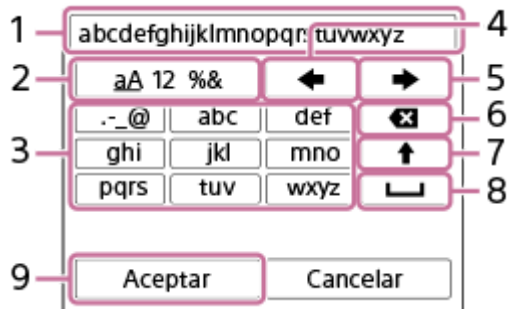 1 abcdefghijklmnopqrstuvwxyz 4
2 aA 12 %& 5
.-_@ abc def 6
3 ghi jkl mno 7
pqrs tuv wxyz 8
9 Aceptar Cancelar